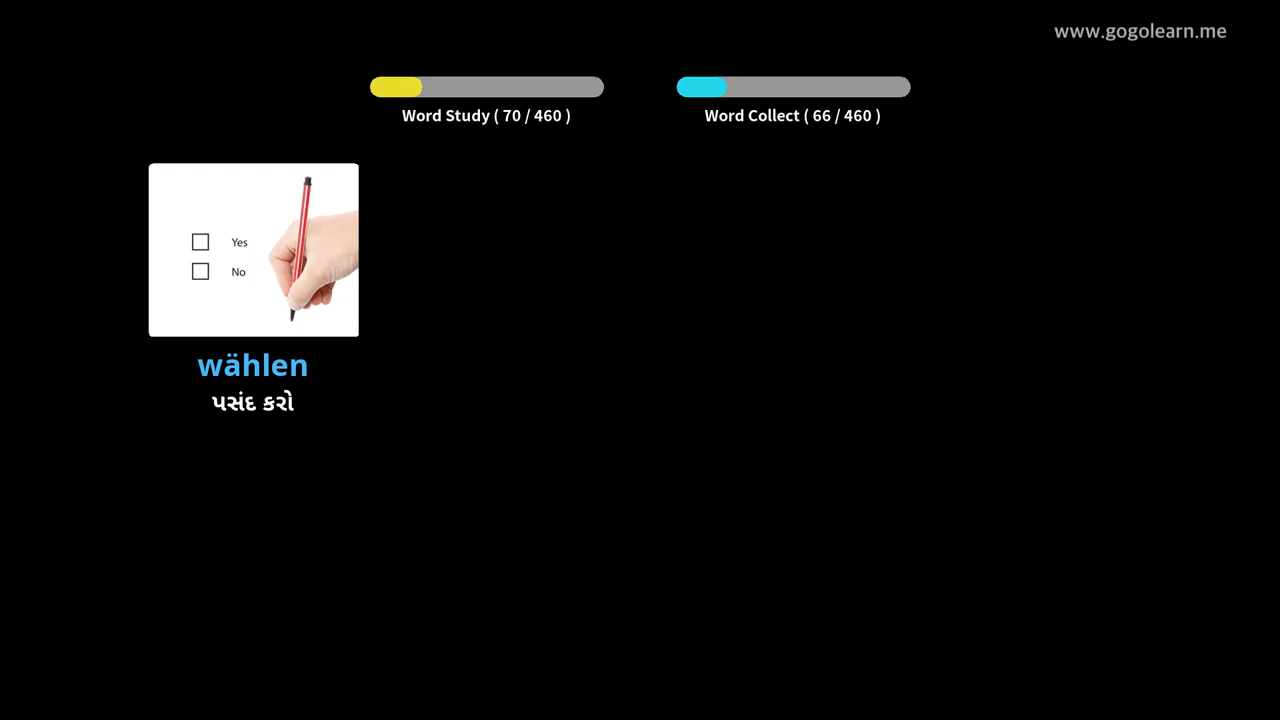 www.gogolearn.me
Word Study ( 70 / 460 )
Word Collect ( 66 / 460 )
Yes
No
wählen
પસંદ કરો